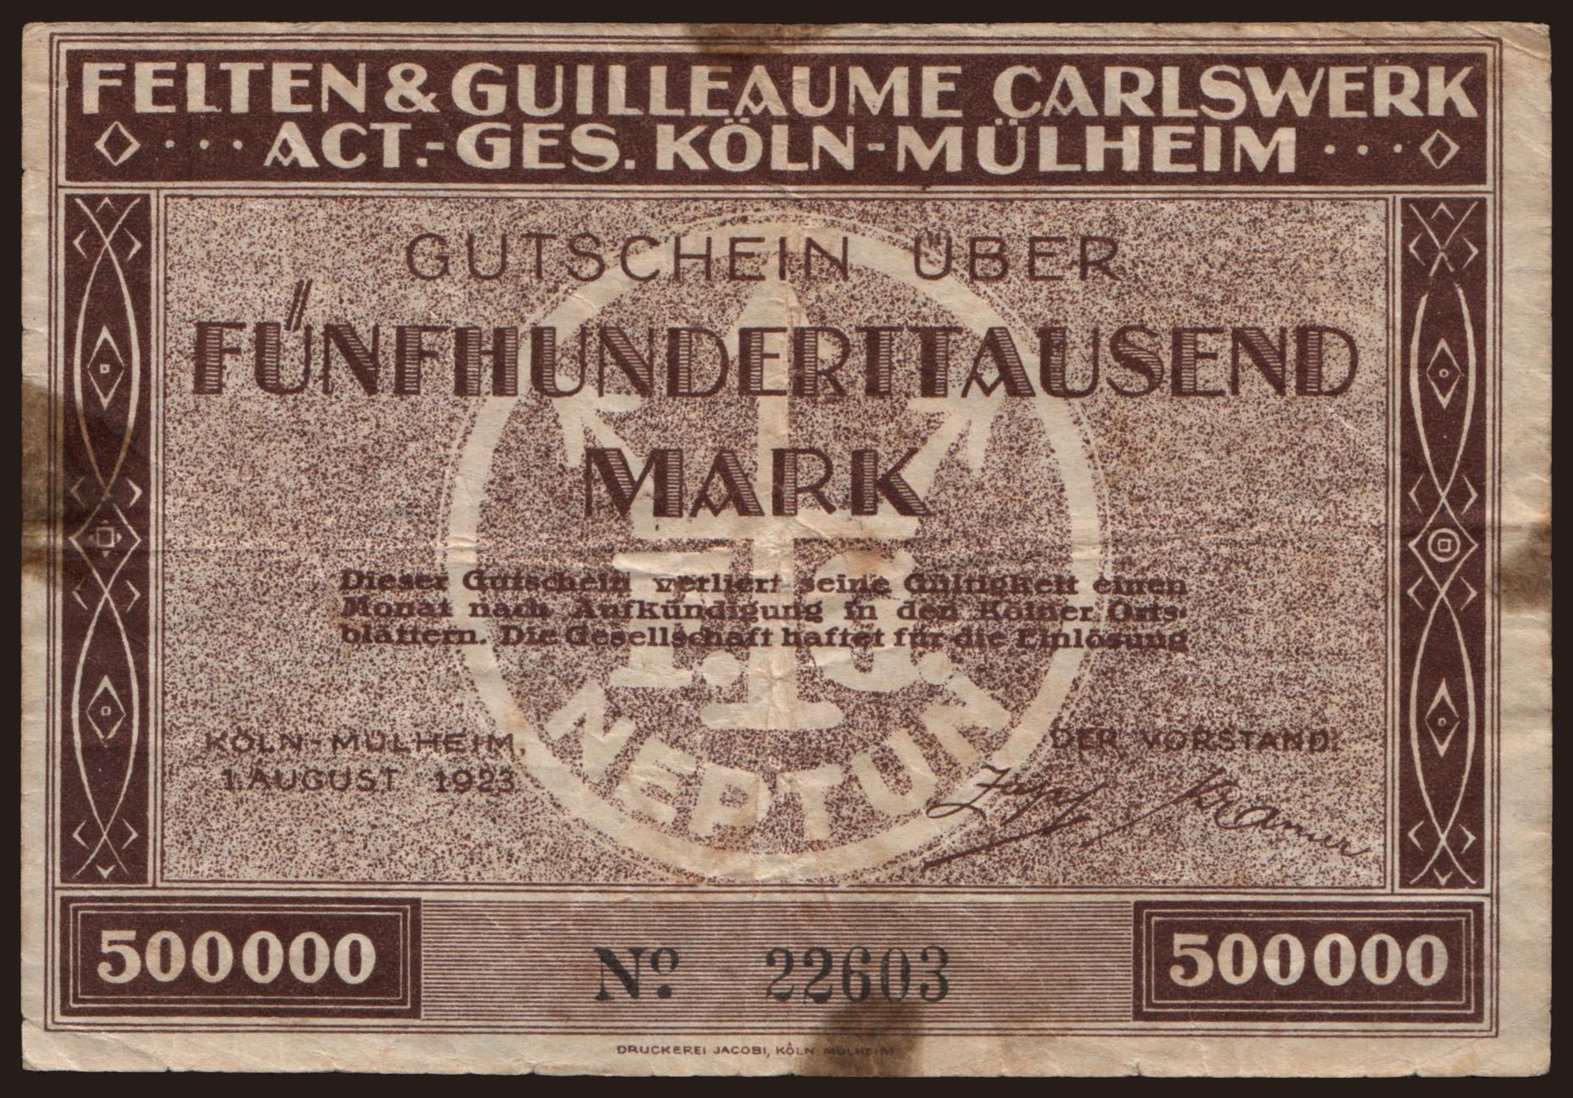 FELTEN & GUILLEAUME CARLSWERK
ACT.-GES. KÖLN-MÜLHEIM
GUTSCHEIN ÜBER
FÜNFHUNDERTTAUSEND
MARK
Dieser Gutschein verliert seine Gültigkeit einen
Monat nach Aufkündigung in den Kölner Orts-
blättern. Die Gesellschaft haftet für die Einlösung
F. G.
NEPTUN
KÖLN-MÜLHEIM,
1. AUGUST 1923
DER VORSTAND:
Kramer
500000
No. 22603
500000
DRUCKEREI JACOBI, KÖLN MÜLHEIM